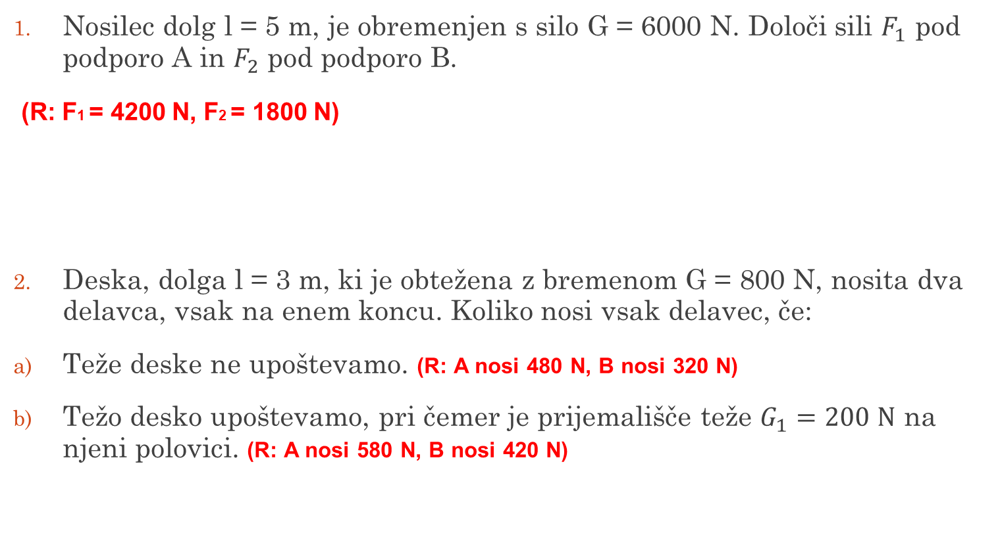 1. Nosilec dolg l = 5 m, je obremenjen s silo G = 6000 N. Določi sili F₁ pod
podporo A in F₂ pod podporo B.
(R: F₁ = 4200 N, F₂ = 1800 N)
2. Deska, dolga l = 3 m, ki je obtežena z bremenom G = 800 N, nosita dva
delavca, vsak na enem koncu. Koliko nosi vsak delavec, če:
a) Teže deske ne upoštevamo. (R: A nosi 480 N, B nosi 320 N)
b) Težo desko upoštevamo, pri čemer je prijemališče teže G₁ = 200 N na
njeni polovici. (R: A nosi 580 N, B nosi 420 N)